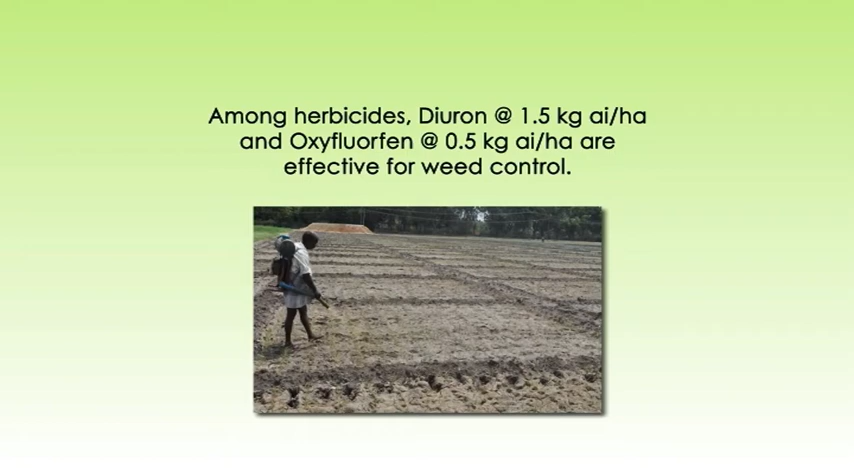 Among herbicides, Diuron @ 1.5 kg ai/ha
and Oxyfluorfen @ 0.5 kg ai/ha are
effective for weed control.